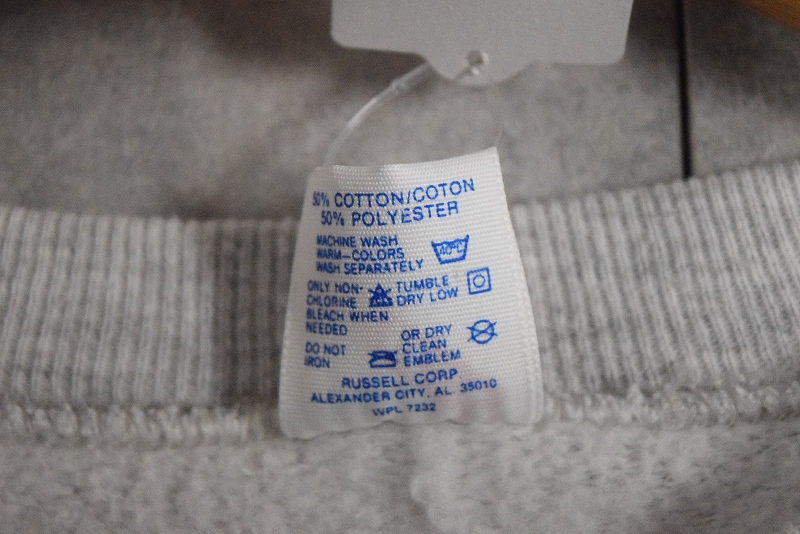 50% COTTON/COTON
50% POLYESTER
MACHINE WASH
WARM-COLORS
WASH SEPARATELY
40°C
ONLY NON-
CHLORINE
BLEACH WHEN
NEEDED
TUMBLE
DRY LOW
DO NOT
IRON
OR DRY
CLEAN
EMBLEM
RUSSELL CORP.
ALEXANDER CITY, AL. 35010
WPL 7232